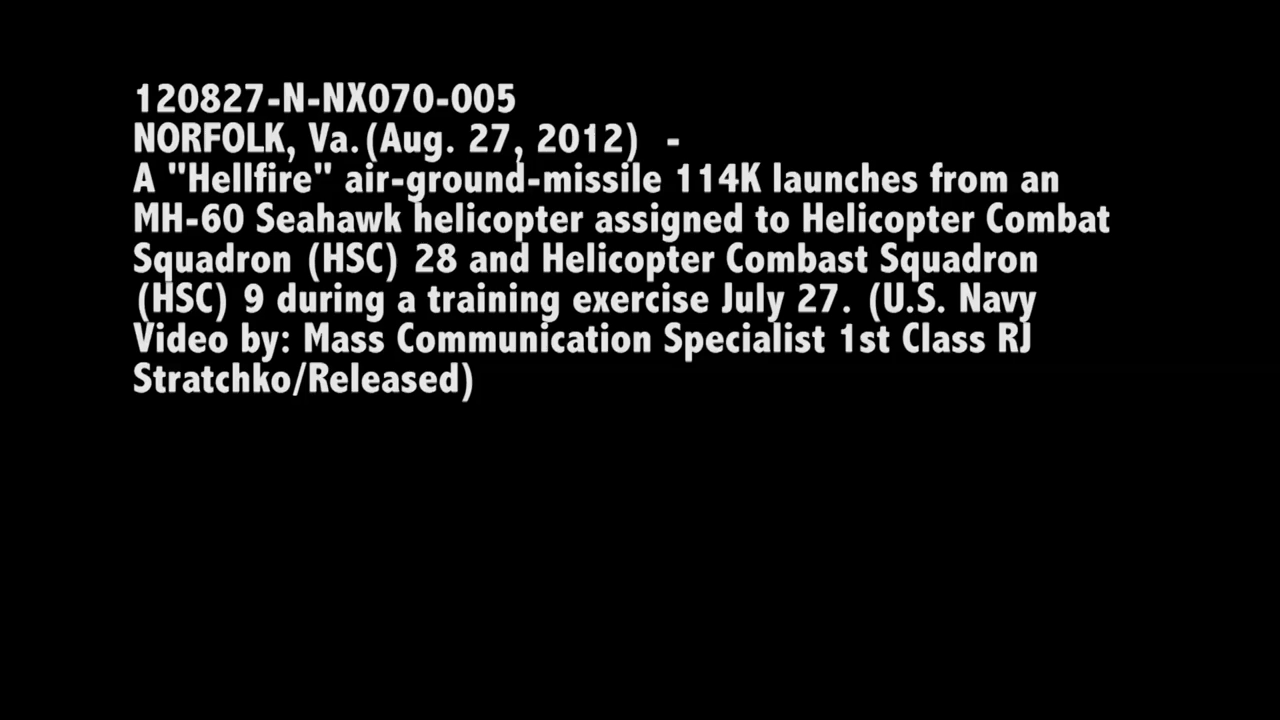 120827-N-NX070-005
NORFOLK, Va. (Aug. 27, 2012) -
A "Hellfire" air-ground-missile 114K launches from an
MH-60 Seahawk helicopter assigned to Helicopter Combat
Squadron (HSC) 28 and Helicopter Combast Squadron
(HSC) 9 during a training exercise July 27. (U.S. Navy
Video by: Mass Communication Specialist 1st Class RJ
Stratchko/Released)